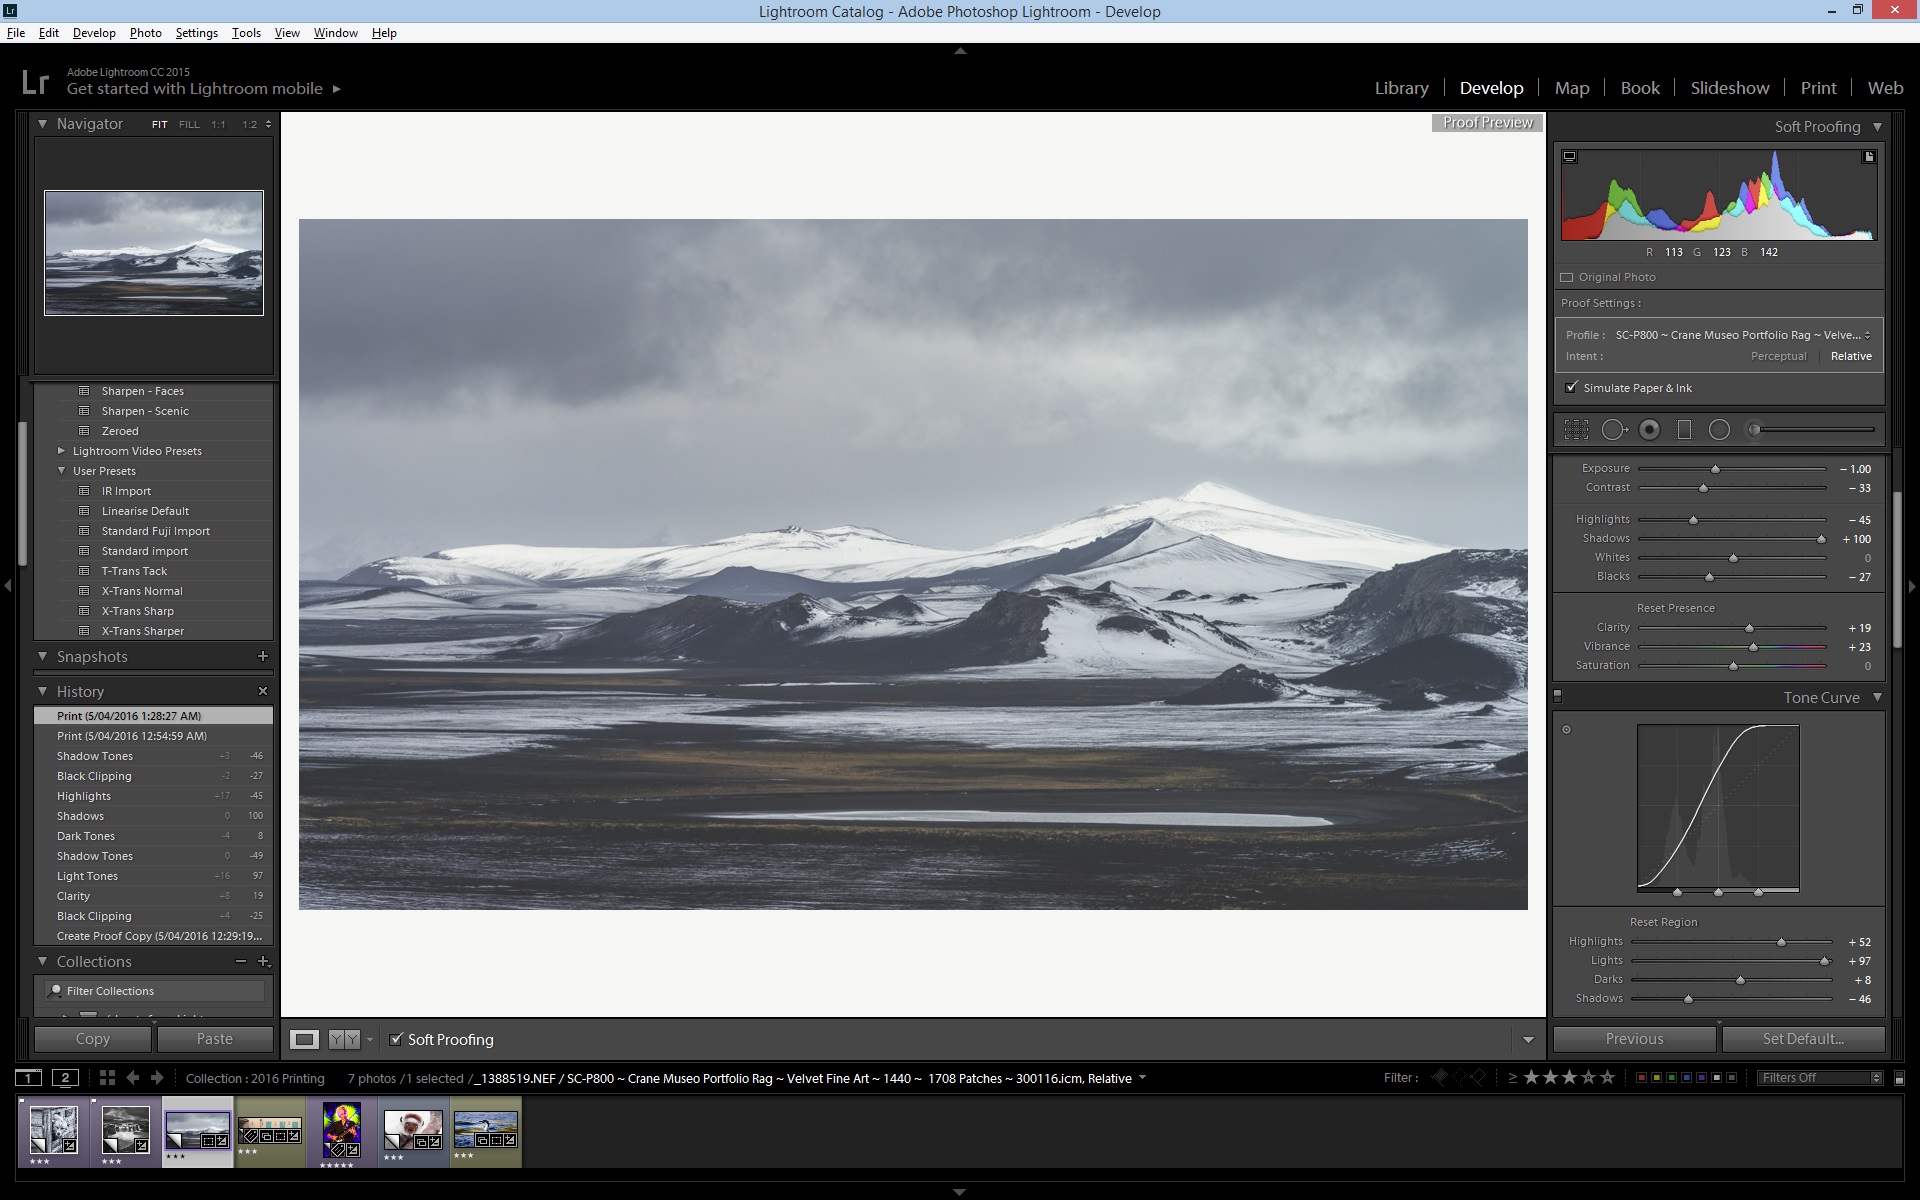 Lr
Lightroom Catalog - Adobe Photoshop Lightroom - Develop
File Edit Develop Photo Settings Tools View Window Help
Lr
Adobe Lightroom CC 2015
Get started with Lightroom mobile
Library Develop Map Book Slideshow Print Web
Navigator FIT FILL 1:1 1:2
Sharpen - Faces
Sharpen - Scenic
Zeroed
Lightroom Video Presets
User Presets
IR Import
Linearise Default
Standard Fuji Import
Standard import
T-Trans Tack
X-Trans Normal
X-Trans Sharp
X-Trans Sharper
Snapshots
History
Print (5/04/2016 1:28:27 AM)
Print (5/04/2016 12:54:59 AM)
Shadow Tones +3 -46
Black Clipping -2 -27
Highlights +17 -45
Shadows 0 100
Dark Tones -4 8
Shadow Tones 0 -49
Light Tones +16 97
Clarity +8 19
Black Clipping +4 -25
Create Proof Copy (5/04/2016 12:29:19...
Collections
Filter Collections
Copy Paste
Proof Preview
Soft Proofing
Soft Proofing
R 113 G 123 B 142
Original Photo
Proof Settings :
Profile : SC-P800 ~ Crane Museo Portfolio Rag ~ Velve...
Intent : Perceptual Relative
Simulate Paper & Ink
Exposure - 1.00
Contrast - 33
Highlights - 45
Shadows + 100
Whites 0
Blacks - 27
Reset Presence
Clarity + 19
Vibrance + 23
Saturation 0
Tone Curve
Reset Region
Highlights + 52
Lights + 97
Darks + 8
Shadows - 46
Previous Set Default...
1 2 Collection : 2016 Printing 7 photos /1 selected /_1388519.NEF / SC-P800 ~ Crane Museo Portfolio Rag ~ Velvet Fine Art ~ 1440 ~ 1708 Patches ~ 300116.icm, Relative
Filter : ≥ ★★★☆☆ Filters Off